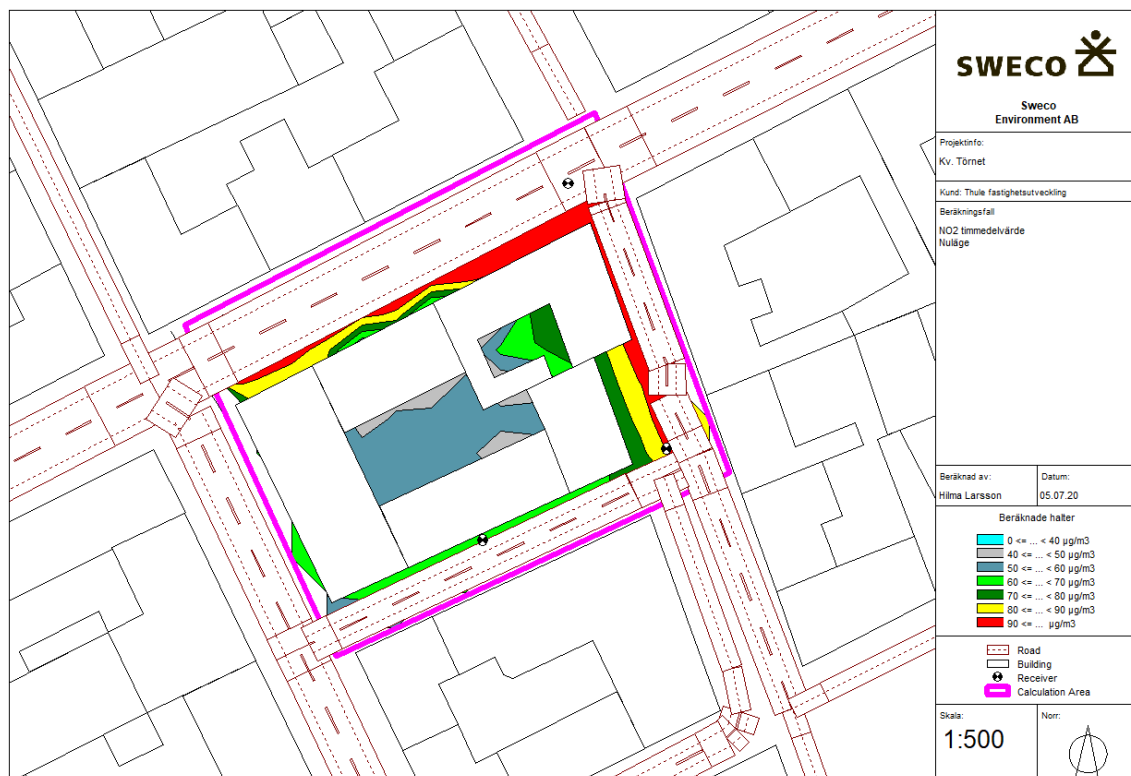 SWECO
Sweco
Environment AB
Projektinfo:
Kv. Törnet
Kund: Thule fastighetsutveckling
Beräkningsfall
NO2 timmedelvärde
Nuläge
Beräknad av:
Hilma Larsson
Datum:
05.07.20
Beräknade halter
0 <= ... < 40 µg/m3
40 <= ... < 50 µg/m3
50 <= ... < 60 µg/m3
60 <= ... < 70 µg/m3
70 <= ... < 80 µg/m3
80 <= ... < 90 µg/m3
90 <= ... µg/m3
Road
Building
Receiver
Calculation Area
Skala:
1:500
Norr: